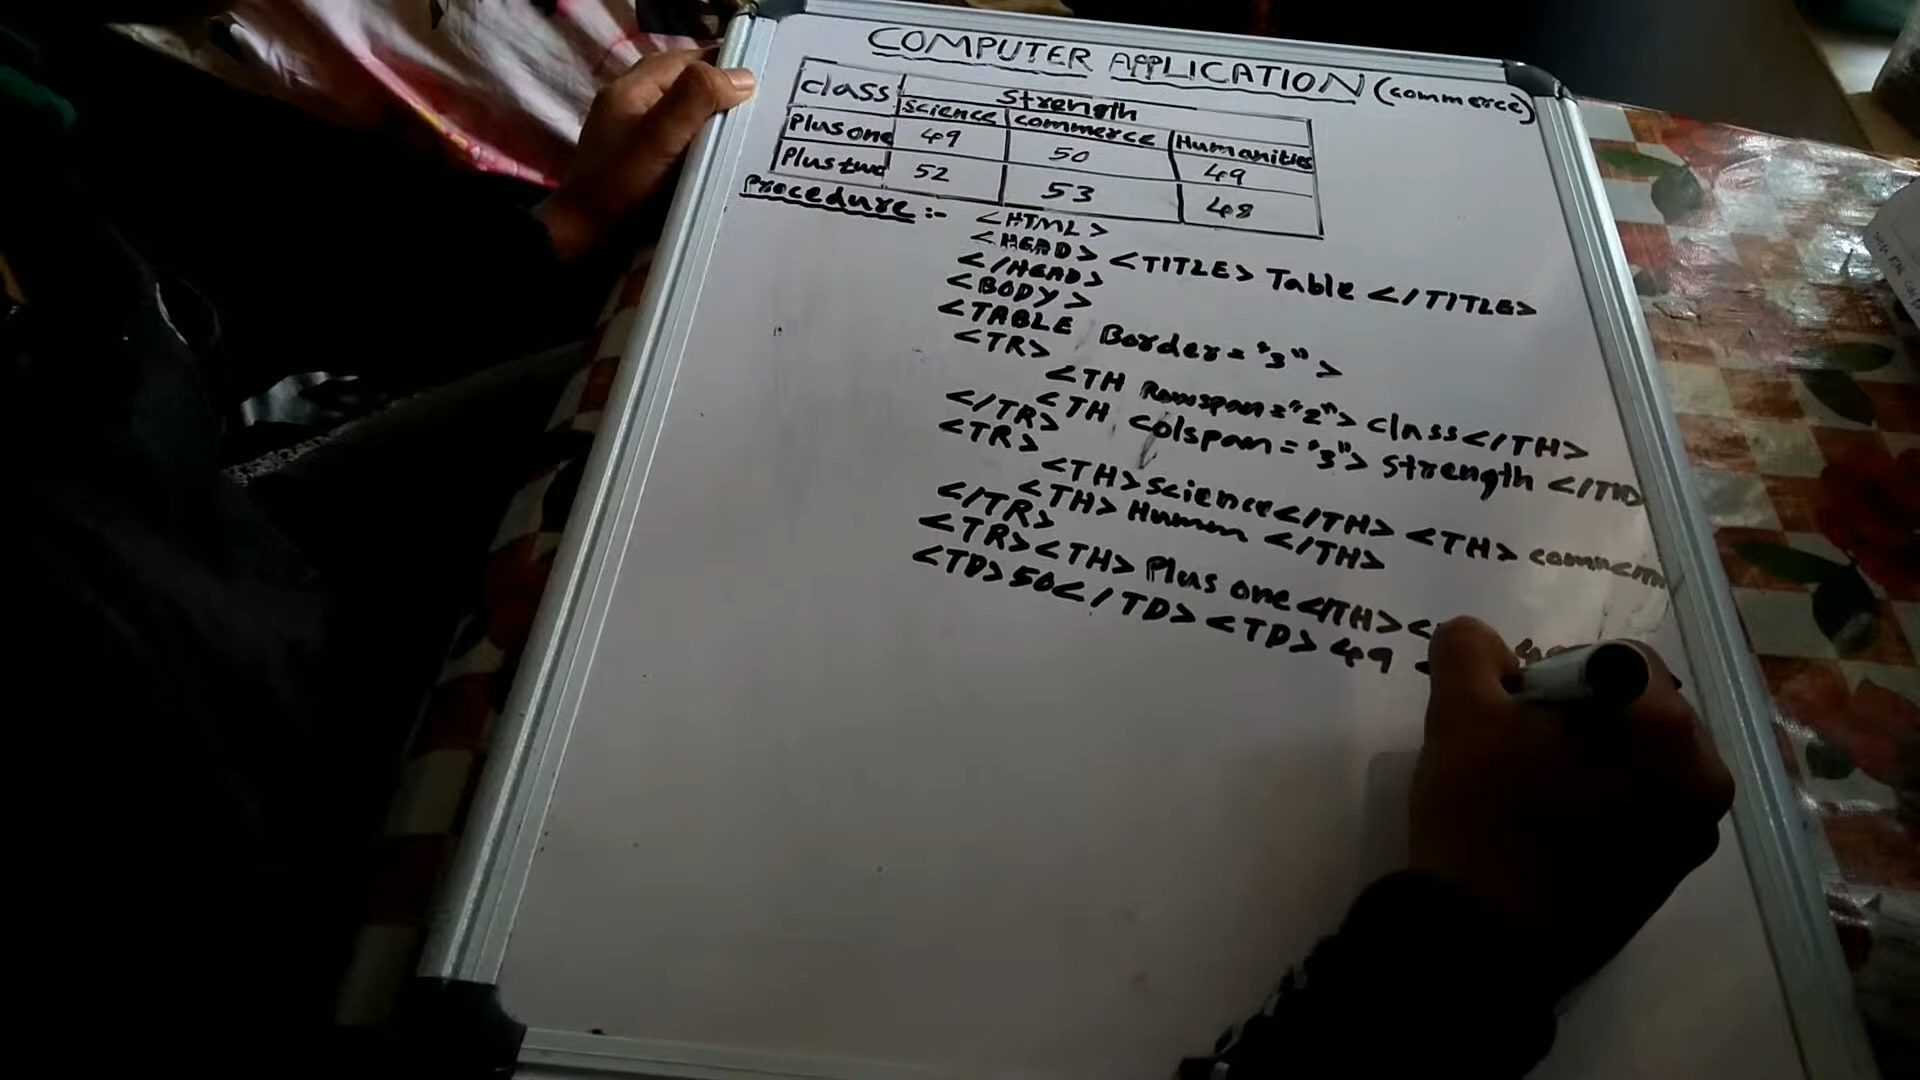 COMPUTER APPLICATION (commerce)
class Strength
Science commerce Humanities
Plus one 49 50 49
Plus two 52 53 48
Procedure :- <HTML>
<HEAD> <TITLE> Table </TITLE>
</HEAD>
<BODY>
<TABLE Border="3">
<TR>
<TH Rowspan="2"> class</TH>
<TH colspan="3"> Strength </TH>
</TR>
<TR>
<TH>Science</TH> <TH>
<TH> Human </TH>
</TR>
<TR><TH> Plus one </TH><
<TD>50</TD> <TD> 49 <